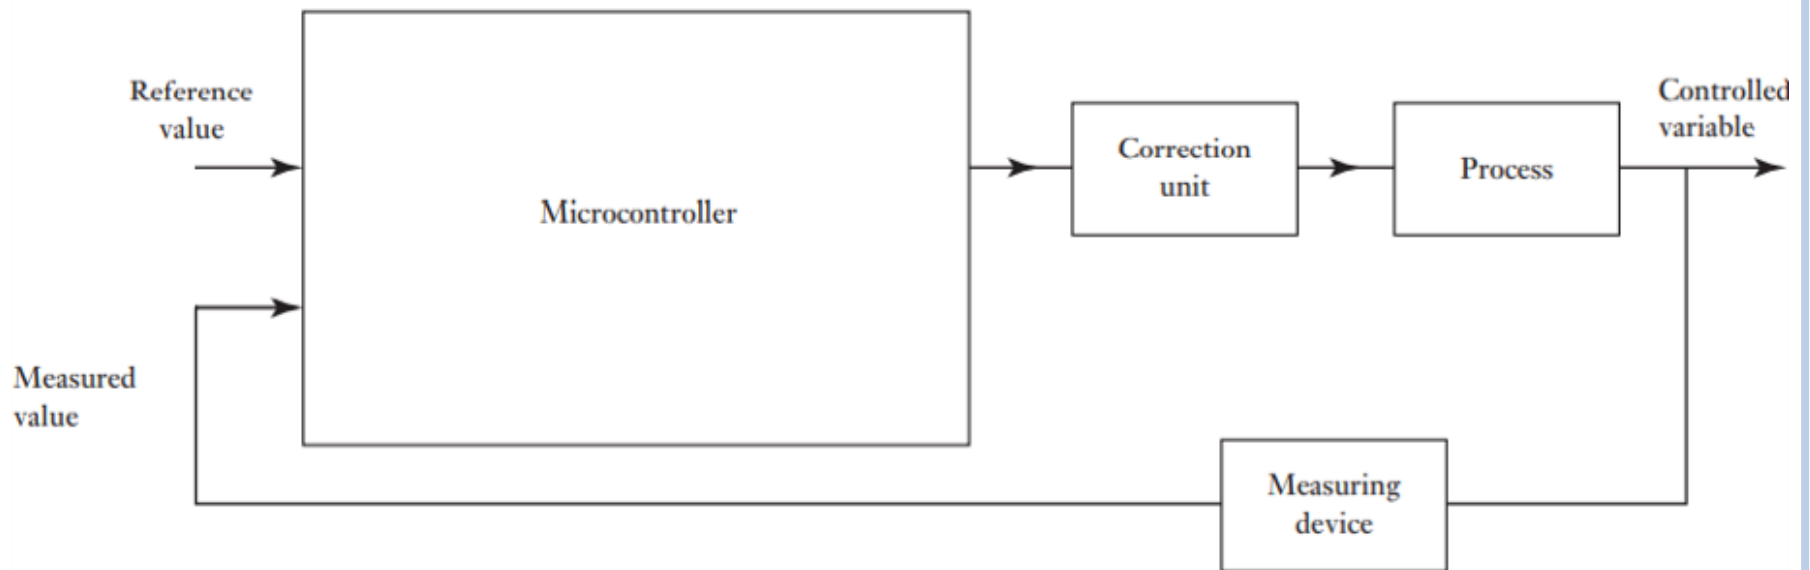 Reference
value
Microcontroller
Correction
unit
Process
Controlled
variable
Measured
value
Measuring
device